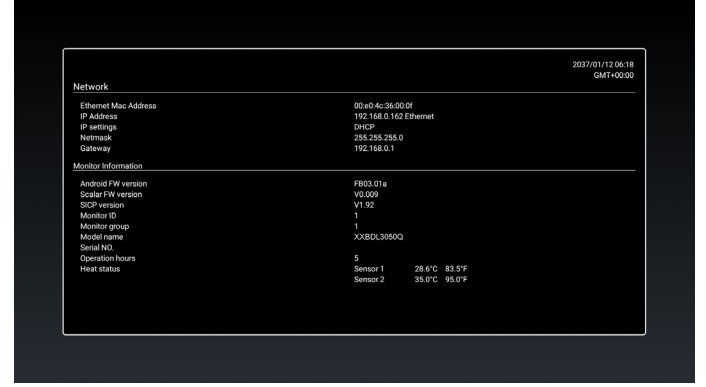 2037/01/12 06:18
GMT+00:00
Network
Ethernet Mac Address 00:e0:4c:36:00:0f
IP Address 192.168.0.162 Ethernet
IP settings DHCP
Netmask 255.255.255.0
Gateway 192.168.0.1
Monitor Information
Android FW version FB03.01a
Scalar FW version V0.009
SICP version V1.92
Monitor ID 1
Monitor group 1
Model name XXBDL3050Q
Serial NO.
Operation hours 5
Heat status Sensor 1 28.6°C 83.5°F
Sensor 2 35.0°C 95.0°F